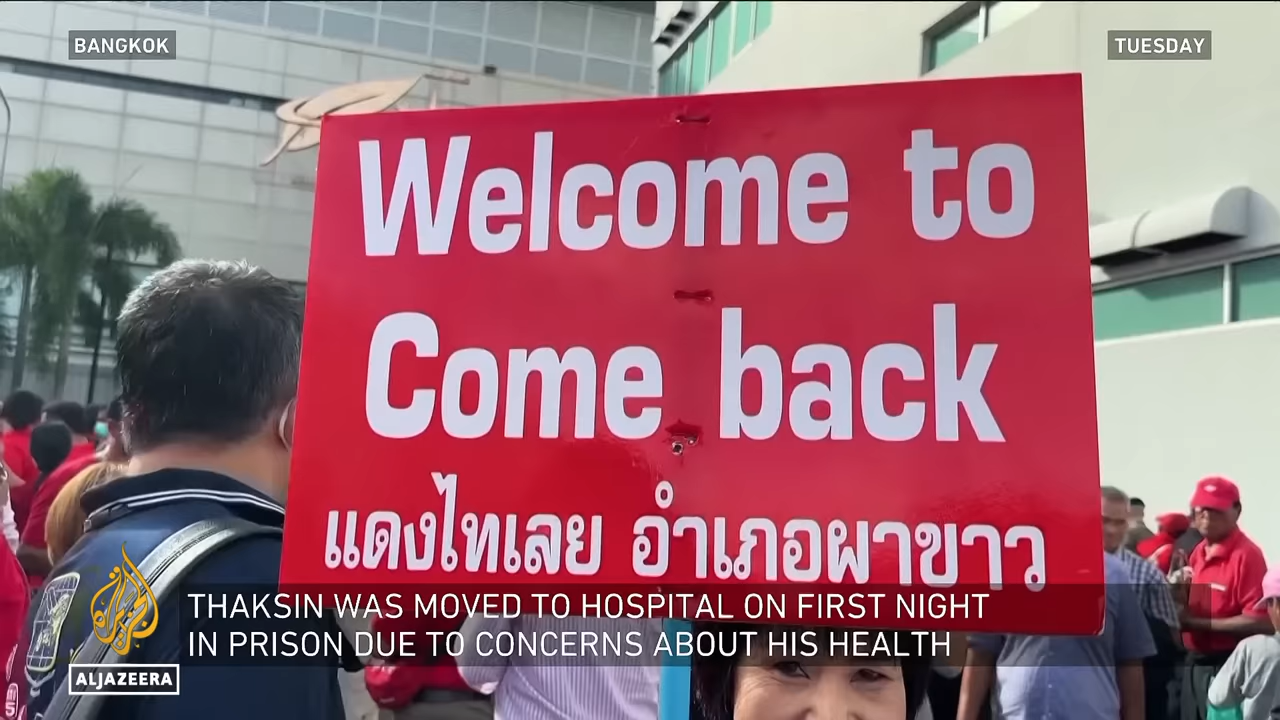 BANGKOK
TUESDAY
Welcome to
Come back
แดงไทเลย อำเภอผาขาว
THAKSIN WAS MOVED TO HOSPITAL ON FIRST NIGHT
IN PRISON DUE TO CONCERNS ABOUT HIS HEALTH
ALJAZEERA